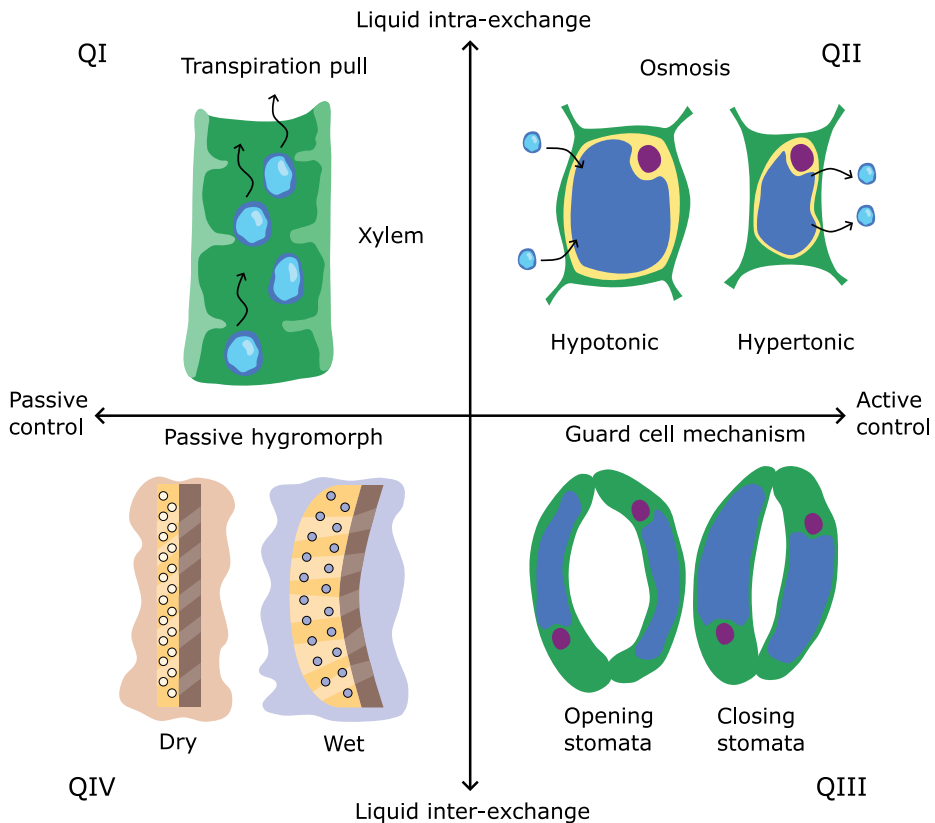 Liquid intra-exchange
QI
QII
Transpiration pull
Osmosis
Xylem
Hypotonic
Hypertonic
Passive
control
Active
control
Passive hygromorph
Guard cell mechanism
Dry
Wet
Opening
stomata
Closing
stomata
QIV
QIII
Liquid inter-exchange